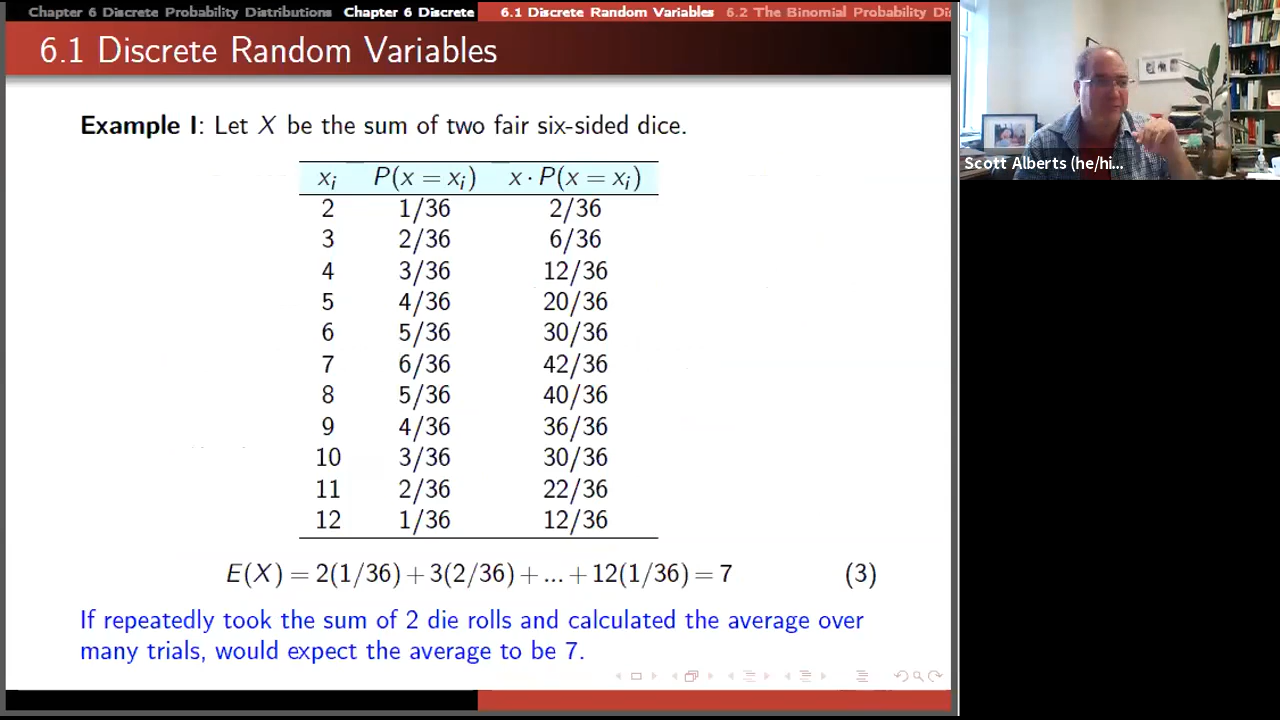 Chapter 6 Discrete Probability Distributions Chapter 6 Discrete 6.1 Discrete Random Variables 6.2 The Binomial Probability Di
6.1 Discrete Random Variables
Example I: Let X be the sum of two fair six-sided dice.
xᵢ P(x = xᵢ) x · P(x = xᵢ)
2 1/36 2/36
3 2/36 6/36
4 3/36 12/36
5 4/36 20/36
6 5/36 30/36
7 6/36 42/36
8 5/36 40/36
9 4/36 36/36
10 3/36 30/36
11 2/36 22/36
12 1/36 12/36
E(X) = 2(1/36) + 3(2/36) + ... + 12(1/36) = 7 (3)
If repeatedly took the sum of 2 die rolls and calculated the average over
many trials, would expect the average to be 7.
Scott Alberts (he/hi...